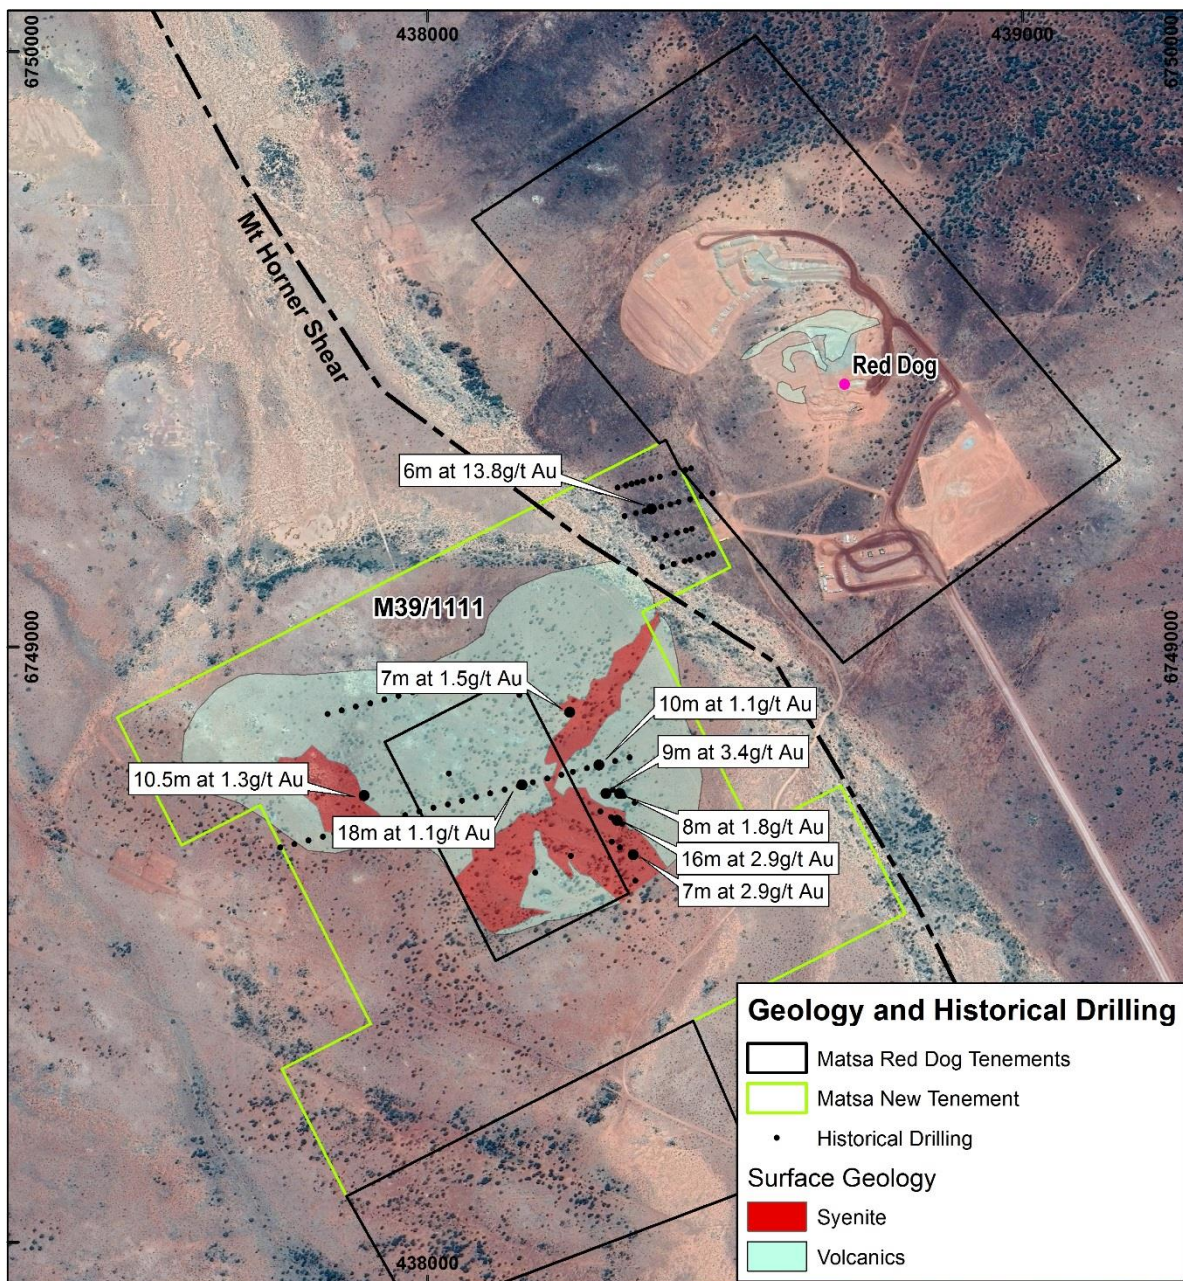 438000
439000
6750000
6750000
Mt Horner Shear
Red Dog
6m at 13.8g/t Au
M39/1111
6749000
6749000
7m at 1.5g/t Au
10m at 1.1g/t Au
9m at 3.4g/t Au
10.5m at 1.3g/t Au
18m at 1.1g/t Au
8m at 1.8g/t Au
16m at 2.9g/t Au
7m at 2.9g/t Au
438000
Geology and Historical Drilling
Matsa Red Dog Tenements
Matsa New Tenement
Historical Drilling
Surface Geology
Syenite
Volcanics